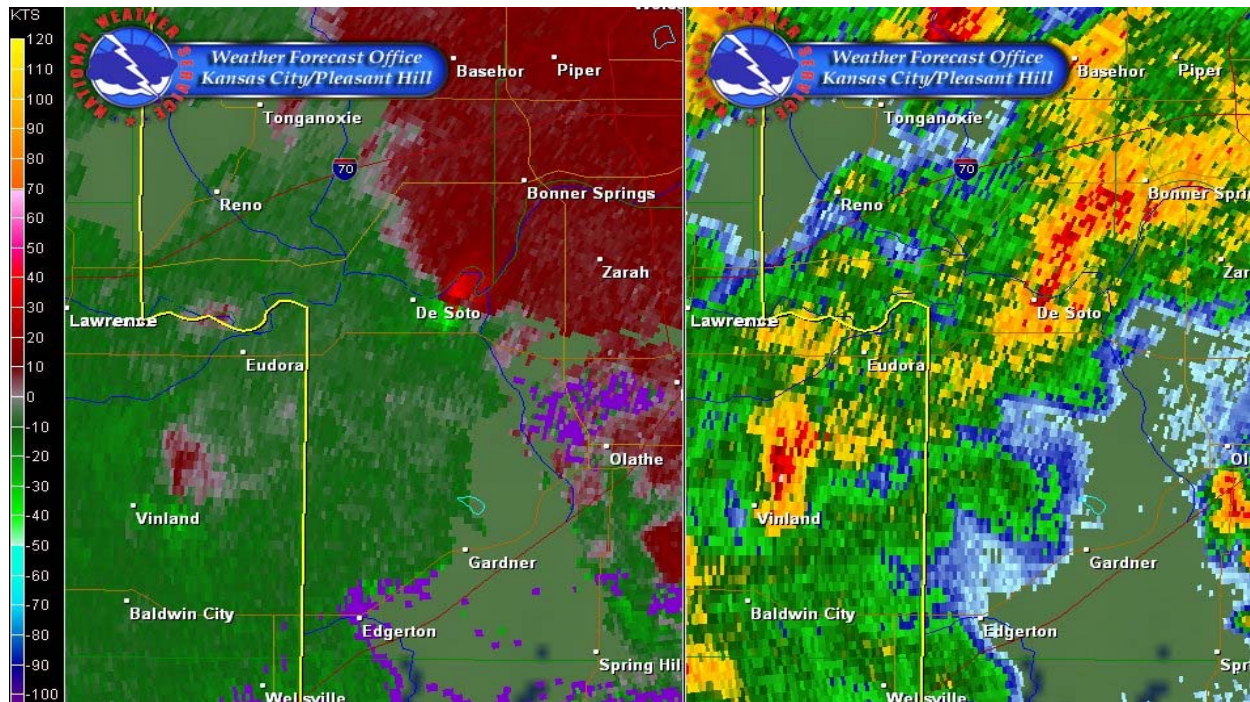 KTS
120
100
90
80
70
60
50
40
30
20
10
0
-10
-20
-30
-40
-50
-60
-70
-80
-90
-100
NATIONAL WEATHER SERVICE
Weather Forecast Office
Kansas City/Pleasant Hill
Basehor
Piper
Tonganoxie
70
Reno
Bonner Springs
Zarah
De Soto
Lawrence
Eudora
Olathe
Vinland
Gardner
Baldwin City
Edgerton
Spring Hil
Wellsville
NATIONAL WEATHER SERVICE
Weather Forecast Office
Kansas City/Pleasant Hill
Basehor
Piper
Tonganoxie
70
Reno
Bonner Sprin
Zar
De Soto
Lawrence
Eudora
Ol
Vinland
Gardner
Baldwin City
Edgerton
Spr
Wellsville